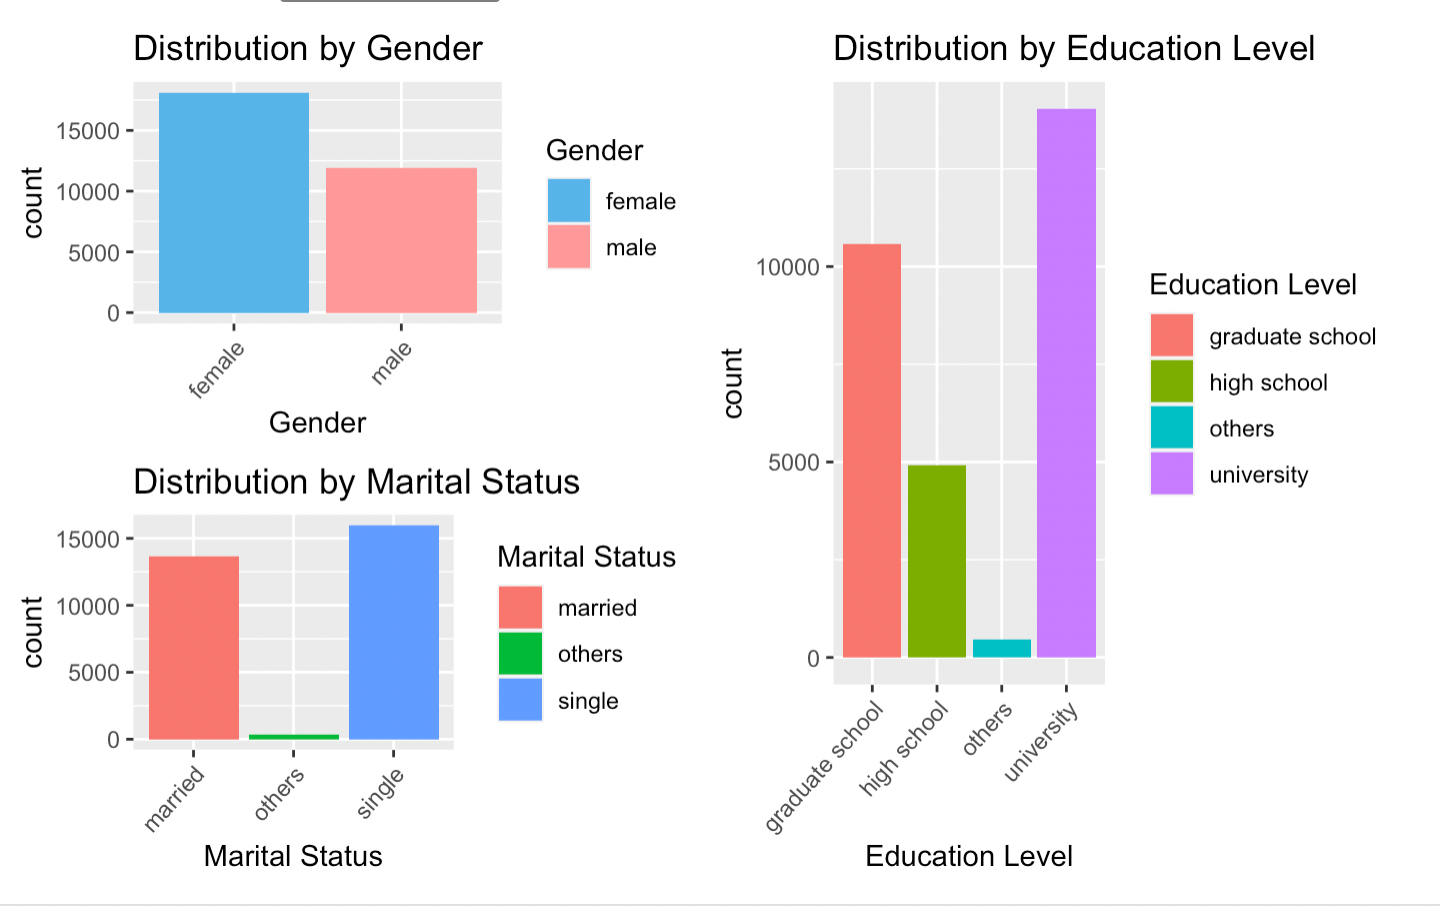 Distribution by Gender
15000
10000
5000
0
count
female
male
Gender
Gender
female
male
Distribution by Marital Status
15000
10000
5000
0
count
married
others
single
Marital Status
Marital Status
married
others
single
Distribution by Education Level
10000
5000
0
count
graduate school
high school
others
university
Education Level
Education Level
graduate school
high school
others
university